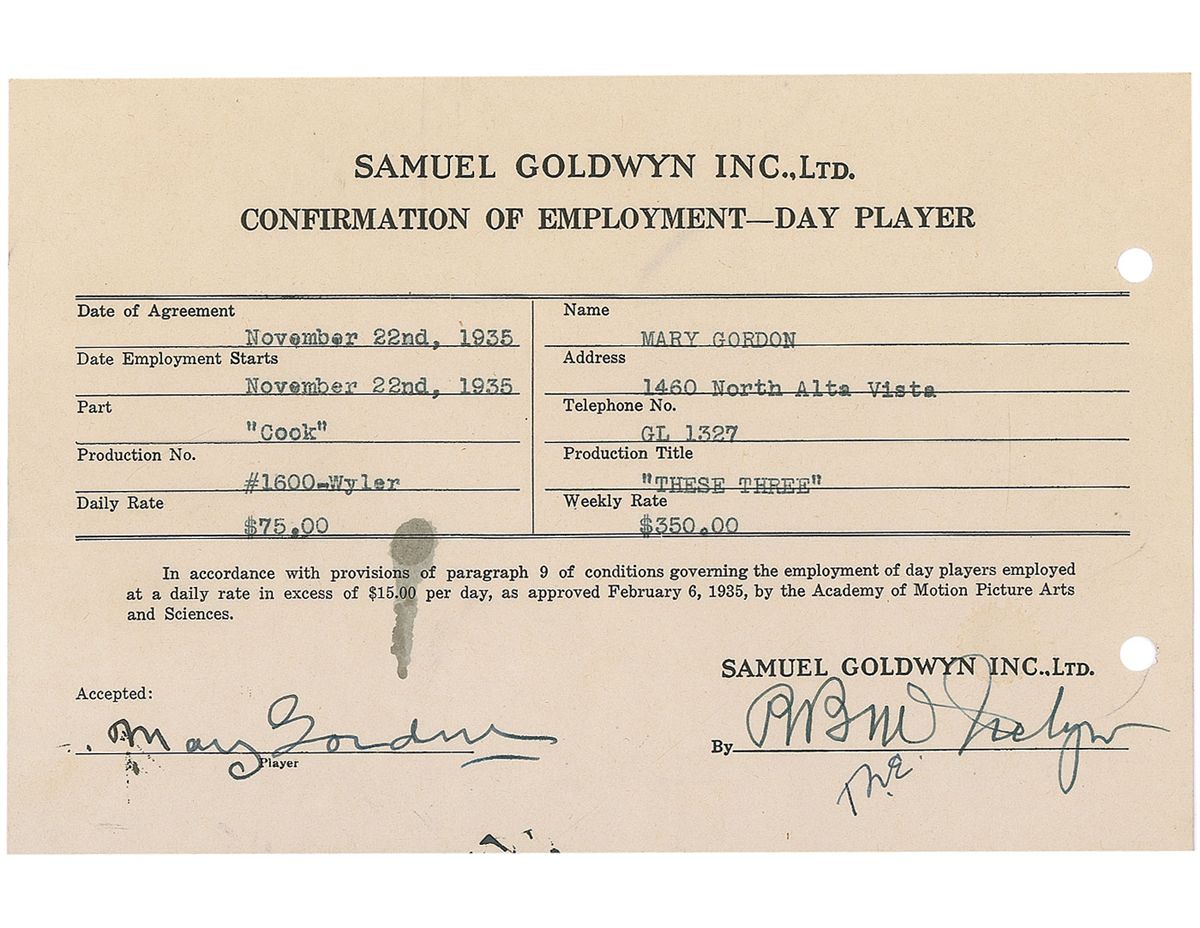 SAMUEL GOLDWYN INC., LTD.
CONFIRMATION OF EMPLOYMENT—DAY PLAYER
Date of Agreement
November 22nd, 1935
Name
MARY GORDON
Date Employment Starts
November 22nd, 1935
Address
1460 North Alta Vista
Part
"Cook"
Telephone No.
GL 1327
Production No.
#1600-Wyler
Production Title
"THESE THREE"
Daily Rate
$75.00
Weekly Rate
$350.00
In accordance with provisions of paragraph 9 of conditions governing the employment of day players employed
at a daily rate in excess of $15.00 per day, as approved February 6, 1935, by the Academy of Motion Picture Arts
and Sciences.
SAMUEL GOLDWYN INC., LTD.
Accepted:
Mary Gordon
Player
By